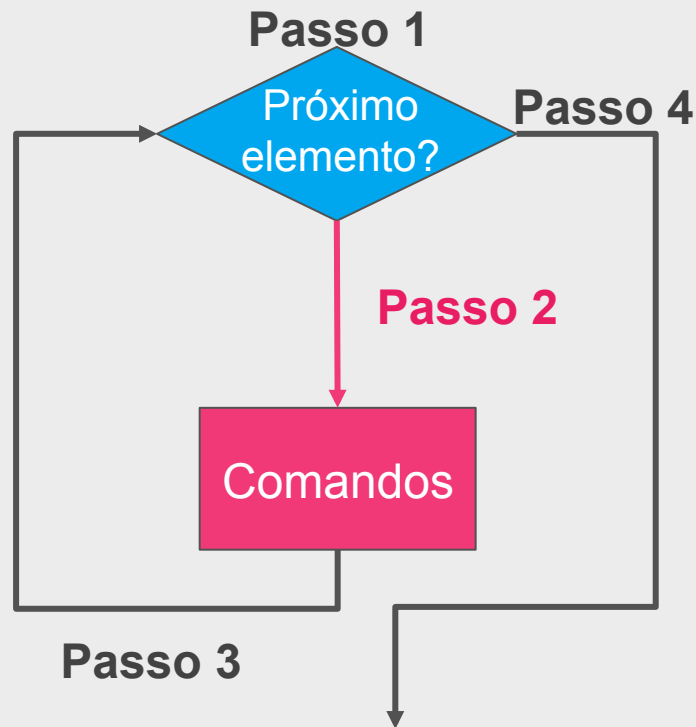 Passo 1
Próximo
elemento?
Passo 4
Passo 2
Comandos
Passo 3